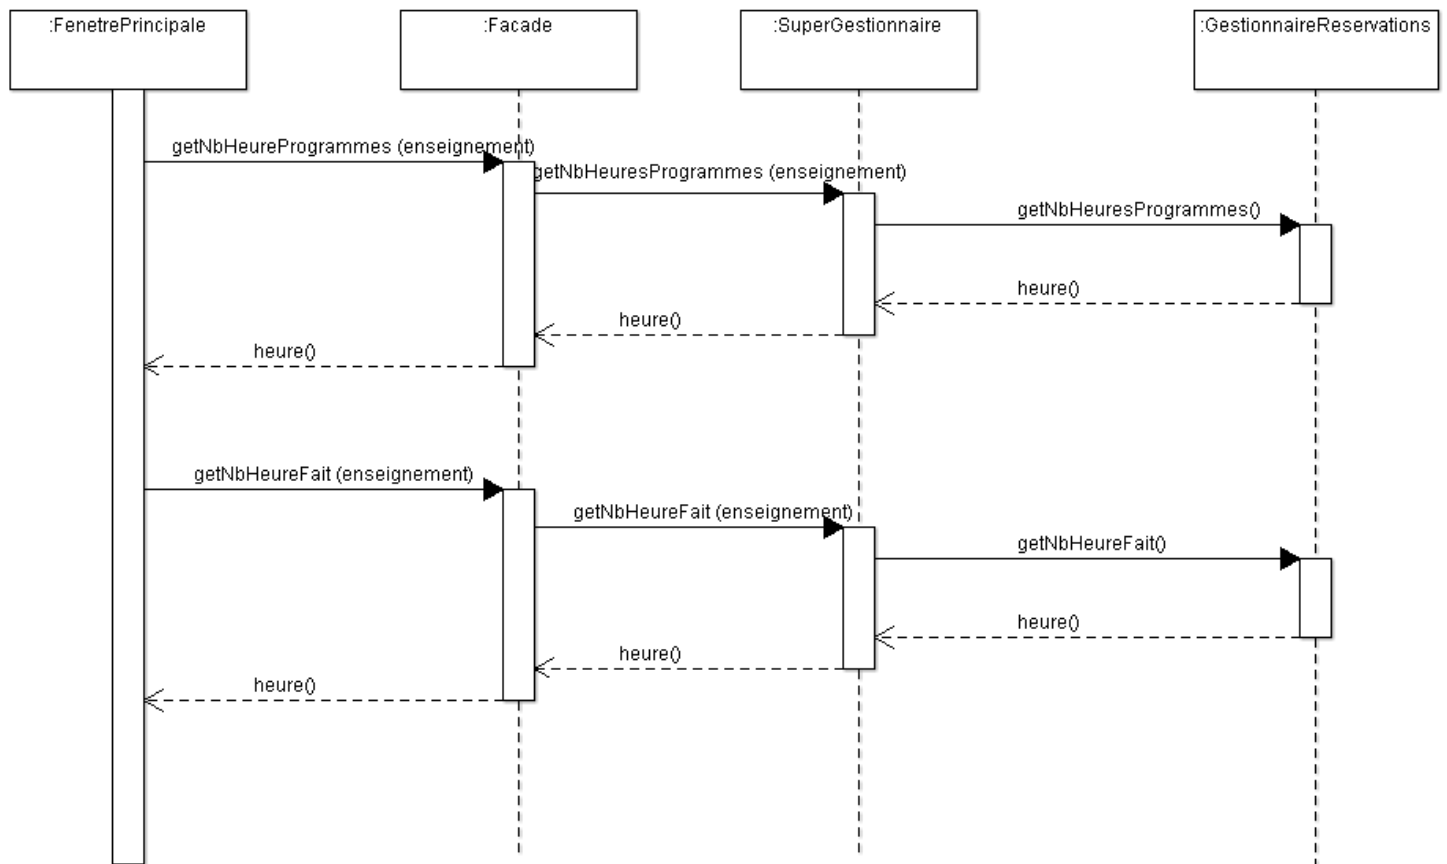 :FenetrePrincipale
:Facade
:SuperGestionnaire
:GestionnaireReservations
getNbHeureProgrammes (enseignement)
getNbHeuresProgrammes (enseignement)
getNbHeuresProgrammes()
heure()
heure()
heure()
getNbHeureFait (enseignement)
getNbHeureFait (enseignement)
getNbHeureFait()
heure()
heure()
heure()